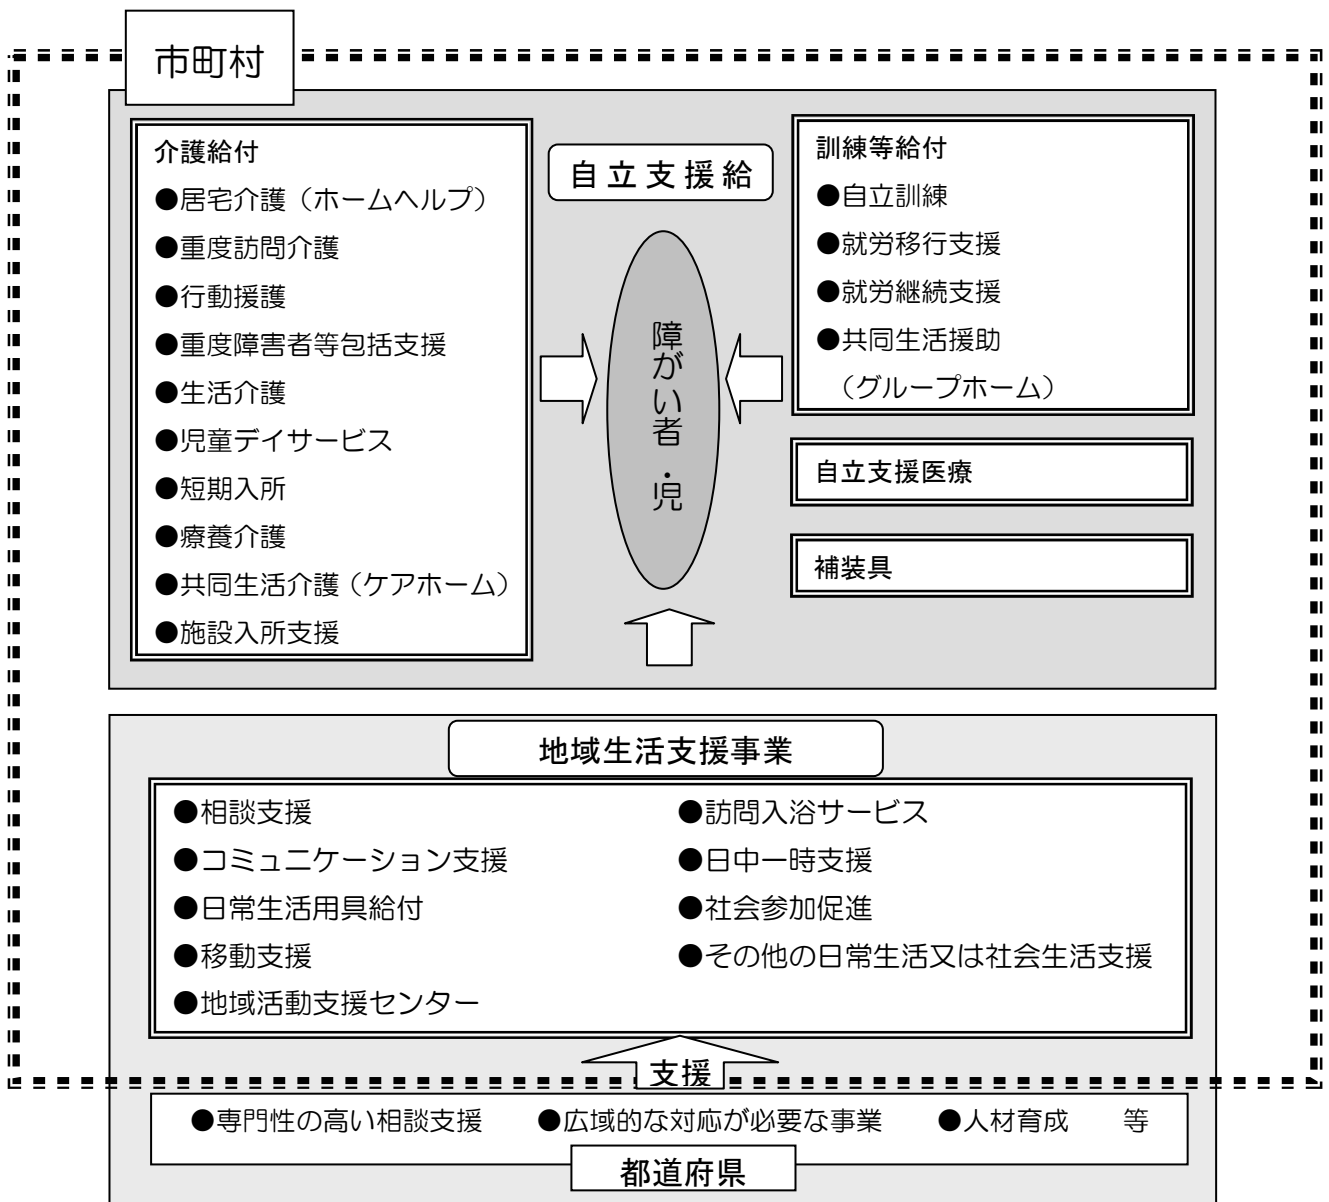 市町村
介護給付
●居宅介護（ホームヘルプ）
●重度訪問介護
●行動援護
●重度障害者等包括支援
●生活介護
●児童デイサービス
●短期入所
●療養介護
●共同生活介護（ケアホーム）
●施設入所支援
自立支援給
障がい者・児
訓練等給付
●自立訓練
●就労移行支援
●就労継続支援
●共同生活援助
（グループホーム）
自立支援医療
補装具
地域生活支援事業
●相談支援
●コミュニケーション支援
●日常生活用具給付
●移動支援
●地域活動支援センター
●訪問入浴サービス
●日中一時支援
●社会参加促進
●その他の日常生活又は社会生活支援
支援
●専門性の高い相談支援　●広域的な対応が必要な事業　●人材育成　等
都道府県